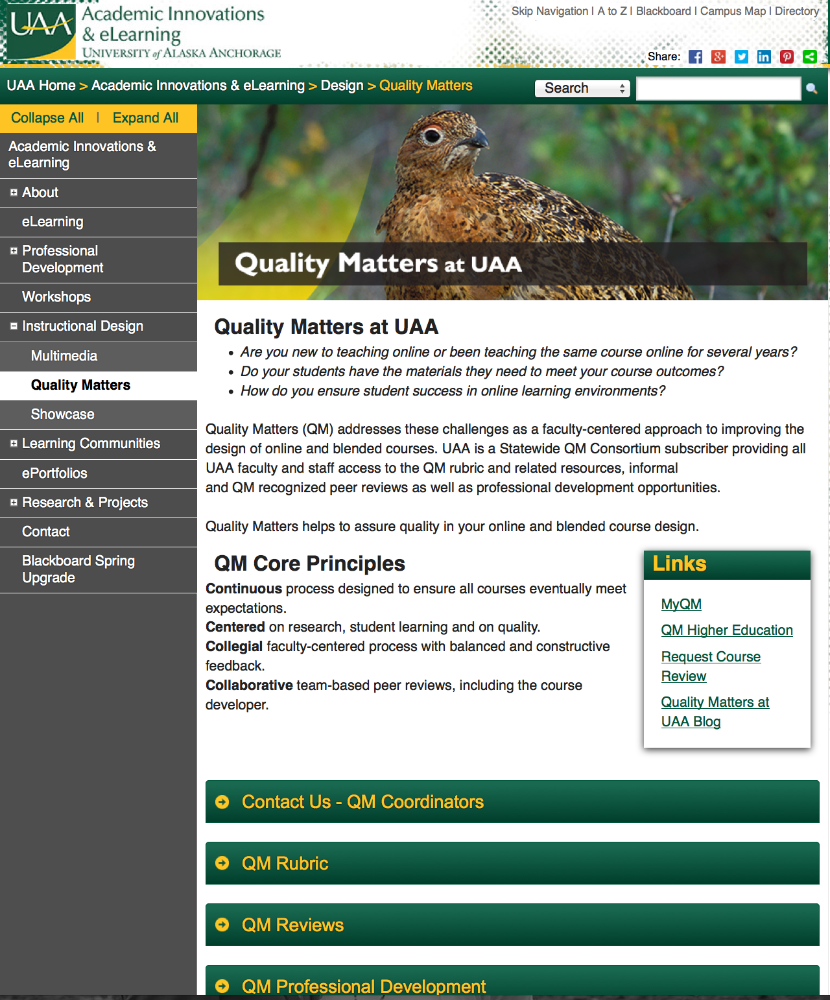 UAA
Academic Innovations
& eLearning
UNIVERSITY of ALASKA ANCHORAGE
Skip Navigation | A to Z | Blackboard | Campus Map | Directory
Share:
UAA Home > Academic Innovations & eLearning > Design > Quality Matters
Search
Collapse All | Expand All
Academic Innovations &
eLearning
About
eLearning
Professional
Development
Workshops
Instructional Design
Multimedia
Quality Matters
Showcase
Learning Communities
ePortfolios
Research & Projects
Contact
Blackboard Spring
Upgrade
Quality Matters at UAA
Quality Matters at UAA
• Are you new to teaching online or been teaching the same course online for several years?
• Do your students have the materials they need to meet your course outcomes?
• How do you ensure student success in online learning environments?
Quality Matters (QM) addresses these challenges as a faculty-centered approach to improving the
design of online and blended courses. UAA is a Statewide QM Consortium subscriber providing all
UAA faculty and staff access to the QM rubric and related resources, informal
and QM recognized peer reviews as well as professional development opportunities.
Quality Matters helps to assure quality in your online and blended course design.
QM Core Principles
Continuous process designed to ensure all courses eventually meet
expectations.
Centered on research, student learning and on quality.
Collegial faculty-centered process with balanced and constructive
feedback.
Collaborative team-based peer reviews, including the course
developer.
Links
MyQM
QM Higher Education
Request Course
Review
Quality Matters at
UAA Blog
Contact Us - QM Coordinators
QM Rubric
QM Reviews
QM Professional Development